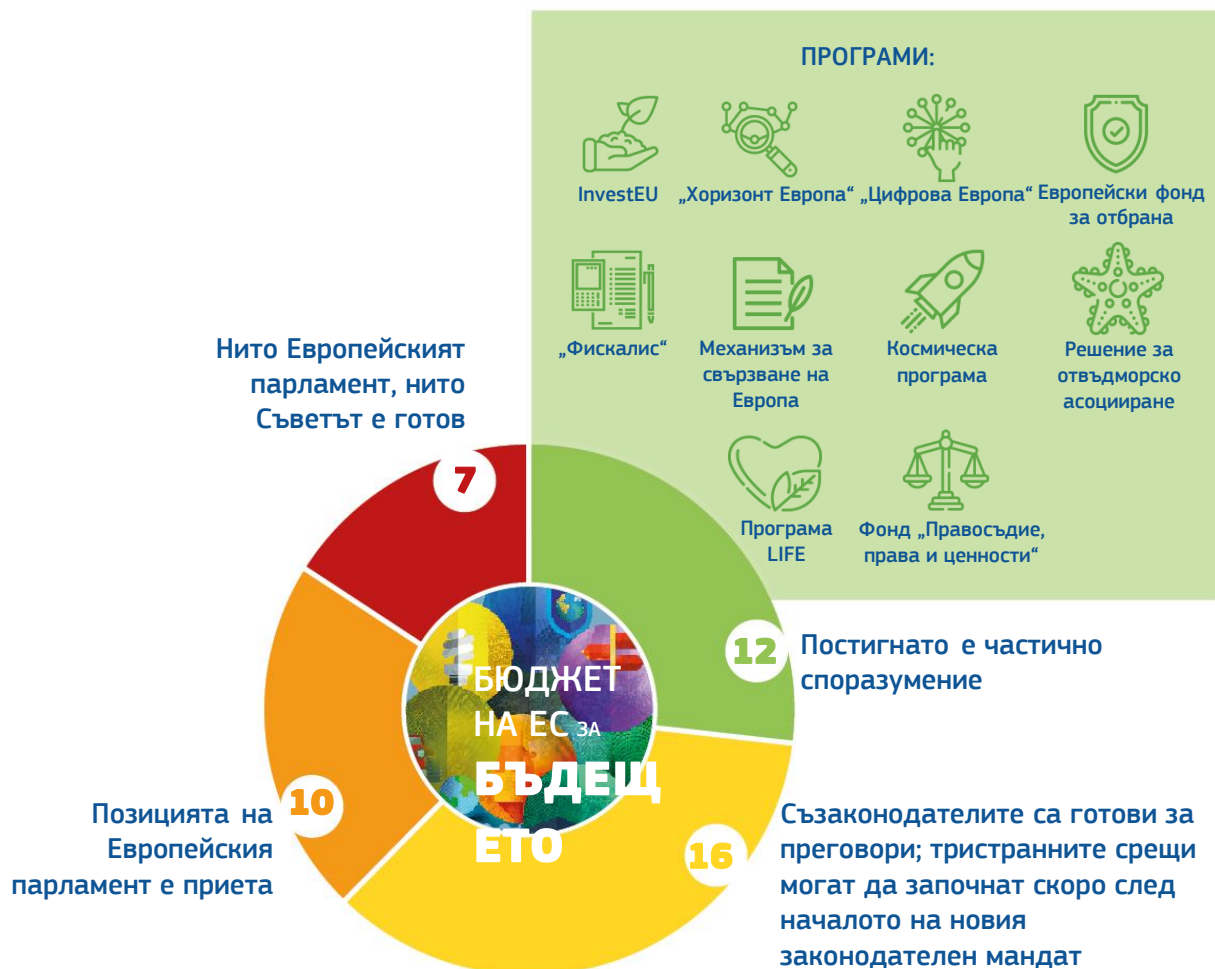 ПРОГРАМИ:
InvestEU
„Хоризонт Европа“
„Цифрова Европа“
Европейски фонд
за отбрана
„Фискалис“
Механизъм за
свързване на
Европа
Космическа
програма
Решение за
отвъдморско
асоцииране
Програма
LIFE
Фонд „Правосъдие,
права и ценности“
Нито Европейският
парламент, нито
Съветът е готов
7
12
Постигнато е частично
споразумение
БЮДЖЕТ
НА ЕС ЗА
БЪДЕЩ
ЕТО
10
Позицията на
Европейския
парламент е приета
16
Съзаконодателите са готови за
преговори; тристранните срещи
могат да започнат скоро след
началото на новия
законодателен мандат